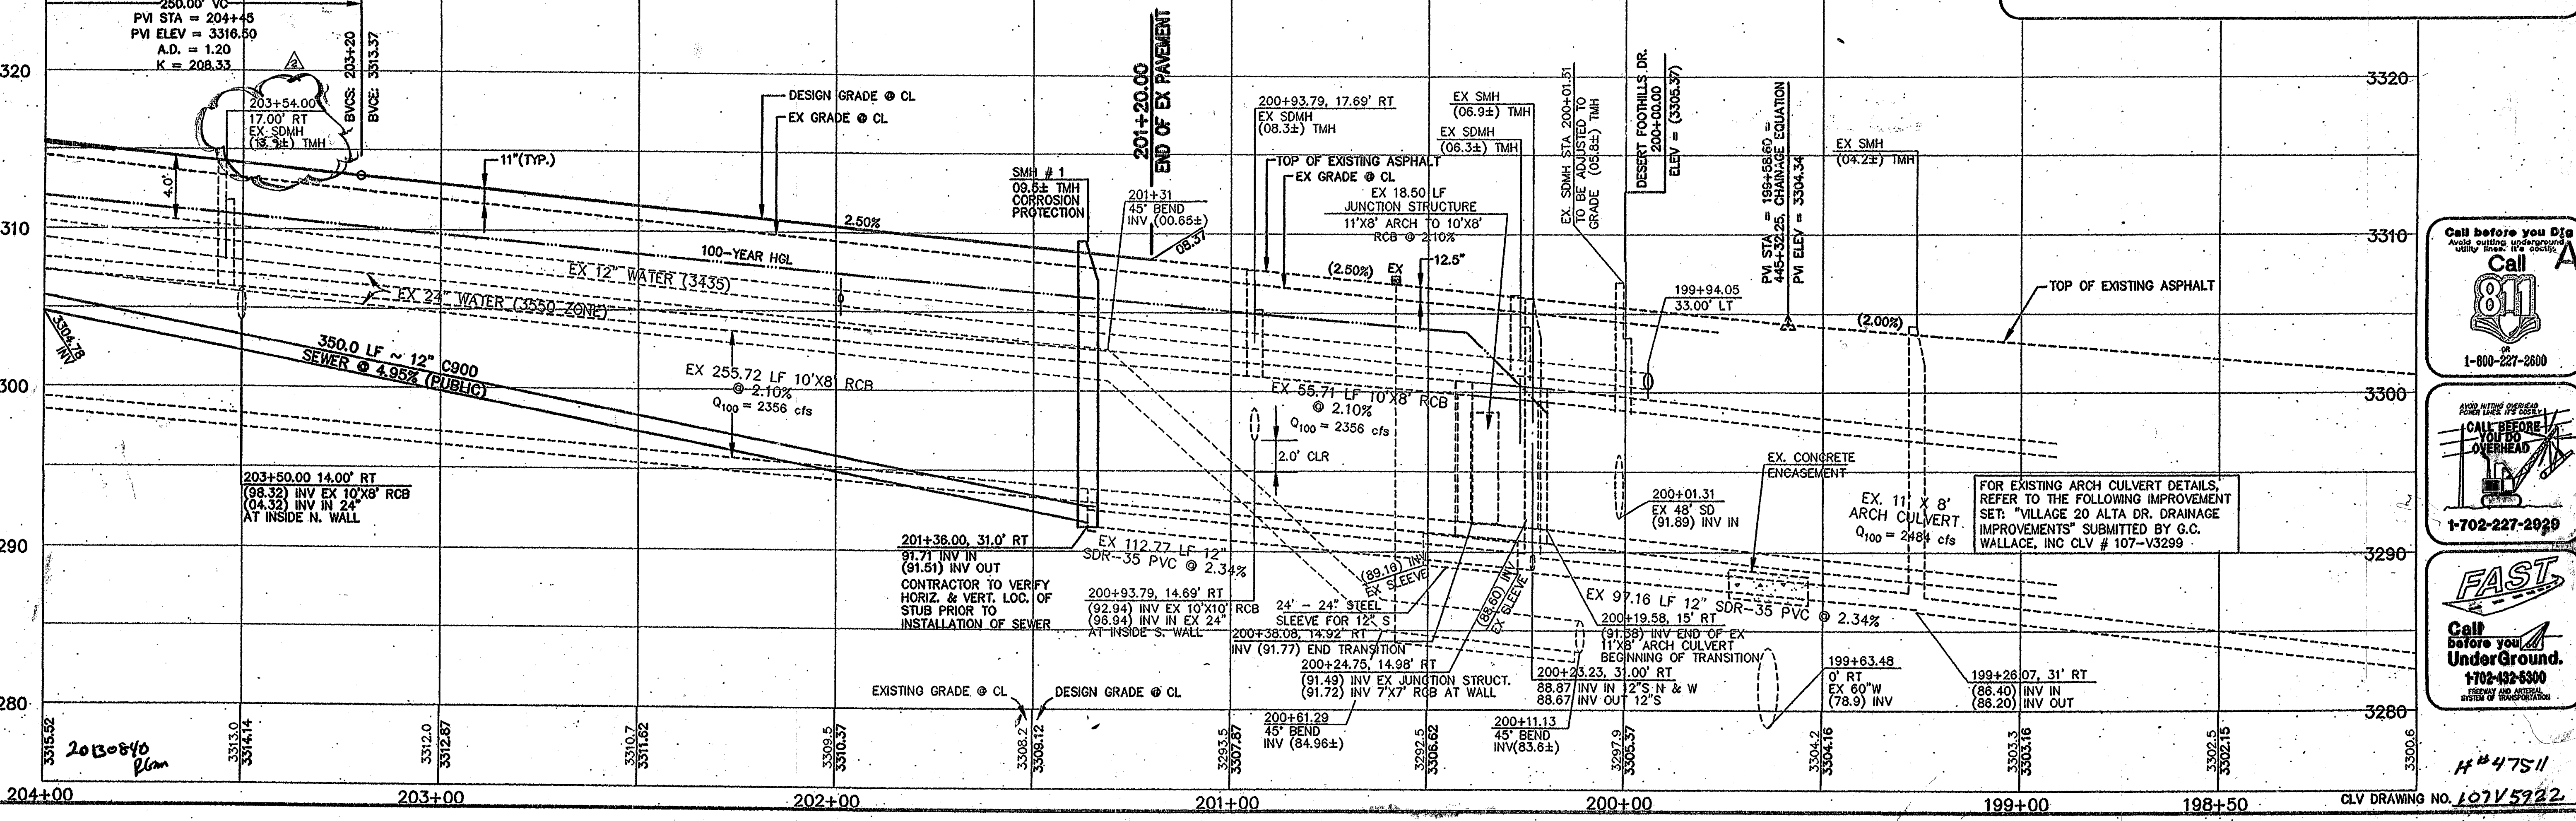 250.00' VC
PVI STA = 204+45
PVI ELEV = 3316.50
A.D. = 1.20
K = 208.33
BVCS: 203+20
BVCE: 3313.37
2
203+54.00
17.00' RT
EX SDMH
(13.9±) TMH
4.0'
11"(TYP.)
DESIGN GRADE @ CL
EX GRADE @ CL
2.50%
SMH # 1
09.5± TMH
CORROSION
PROTECTION
201+20.00
END OF EX PAVEMENT
201+31
45° BEND
INV (00.65±)
08.37
200+93.79, 17.69' RT
EX SDMH
(08.3±) TMH
TOP OF EXISTING ASPHALT
EX GRADE @ CL
EX 18.50 LF
JUNCTION STRUCTURE
11'X8' ARCH TO 10'X8'
RCB @ 2.10%
(2.50%)
EX
12.5"
EX SMH
(06.9±) TMH
EX SDMH
(06.3±) TMH
EX SDMH STA 200+01.31
TO BE ADJUSTED TO
GRADE (05.8±) TMH
DESERT FOOTHILLS DR.
200+00.00
ELEV = (3305.37)
199+94.05
33.00' LT
PVI STA = 199+58.60 =
445+32.25, CHAINAGE EQUATION
PVI ELEV = 3304.34
EX SMH
(04.2±) TMH
(2.00%)
TOP OF EXISTING ASPHALT
100-YEAR HGL
EX 12" WATER (3435)
EX 24" WATER (3550 ZONE)
3304.78
INV
350.0 LF ~ 12" C900
SEWER @ 4.95% (PUBLIC)
EX 255.72 LF 10'X8' RCB
@ 2.10%
Q100 = 2356 cfs
EX 55.71 LF 10'X8' RCB
@ 2.10%
Q100 = 2356 cfs
2.0' CLR
203+50.00 14.00' RT
(98.32) INV EX 10'X8' RCB
(04.32) INV IN 24"
AT INSIDE N. WALL
201+36.00, 31.0' RT
91.71 INV IN
(91.51) INV OUT
CONTRACTOR TO VERIFY
HORIZ. & VERT. LOC. OF
STUB PRIOR TO
INSTALLATION OF SEWER
EX 112.77 LF 12"
SDR-35 PVC @ 2.34%
200+93.79, 14.69' RT
(92.94) INV EX 10'X10' RCB
(96.94) INV IN EX 24"
AT INSIDE S. WALL
(89.16) INV
EX SLEEVE
24' - 24" STEEL
SLEEVE FOR 12" S
200+38.08, 14.92' RT
INV (91.77) END TRANSITION
(88.60) INV
EX SLEEVE
200+24.75, 14.98' RT
(91.49) INV EX JUNCTION STRUCT.
(91.72) INV 7'X7' RCB AT WALL
200+61.29
45° BEND
INV (84.96±)
200+11.13
45° BEND
INV(83.6±)
200+23.23, 31.00' RT
88.87 INV IN 12"S N & W
88.67 INV OUT 12"S
200+19.58, 15' RT
(91.38) INV END OF EX
11'X8' ARCH CULVERT
BEGINNING OF TRANSITION
EX 97.16 LF 12" SDR-35 PVC @ 2.34%
200+01.31
EX 48" SD
(91.89) INV IN
EX. CONCRETE
ENCASEMENT
EX. 11' X 8'
ARCH CULVERT
Q100 = 2484 cfs
199+63.48
0' RT
EX 60"W
(78.9) INV
199+26.07, 31' RT
(86.40) INV IN
(86.20) INV OUT
FOR EXISTING ARCH CULVERT DETAILS,
REFER TO THE FOLLOWING IMPROVEMENT
SET: "VILLAGE 20 ALTA DR. DRAINAGE
IMPROVEMENTS" SUBMITTED BY G.C.
WALLACE, INC CLV # 107-V3299
EXISTING GRADE @ CL
DESIGN GRADE @ CL
320
310
300
290
280
3320
3310
3300
3290
3280
3315.52
3313.0
3314.14
3312.0
3312.87
3310.7
3311.62
3309.5
3310.37
3308.2
3309.12
3293.5
3307.87
3292.5
3306.62
3297.9
3305.37
3304.2
3304.16
3303.3
3303.16
3302.5
3302.15
3300.6
204+00
203+00
202+00
201+00
200+00
199+00
198+50
20130840
H#47511
CLV DRAWING NO. 107V5922
Call before you Dig
Avoid cutting underground
utility lines. It's costly.
Call
811
OR
1-800-227-2600
AVOID HITTING OVERHEAD
POWER LINES. IT'S COSTLY.
CALL BEFORE
YOU DO
OVERHEAD
1-702-227-2929
FAST
Call
before you
UnderGround.
1-702-432-5300
FREEWAY AND ARTERIAL
SYSTEM OF TRANSPORTATION